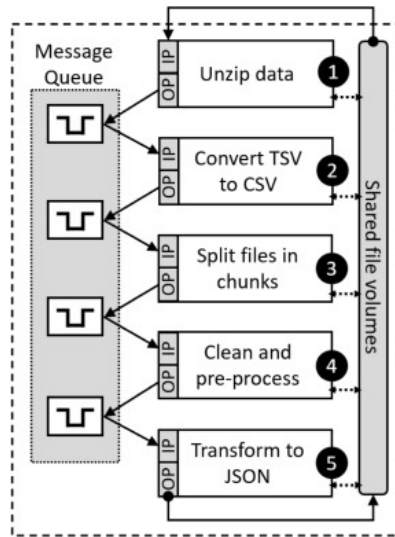 Message
Queue
IP
OP
Unzip data
1
IP
OP
Convert TSV
to CSV
2
IP
OP
Split files in
chunks
3
IP
OP
Clean and
pre-process
4
IP
OP
Transform to
JSON
5
Shared file volumes